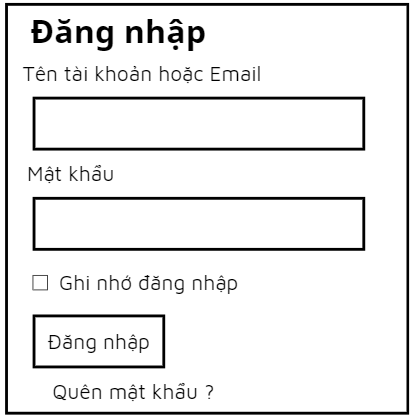 Đăng nhập
Tên tài khoản hoặc Email
Mật khẩu
Ghi nhớ đăng nhập
Đăng nhập
Quên mật khẩu ?